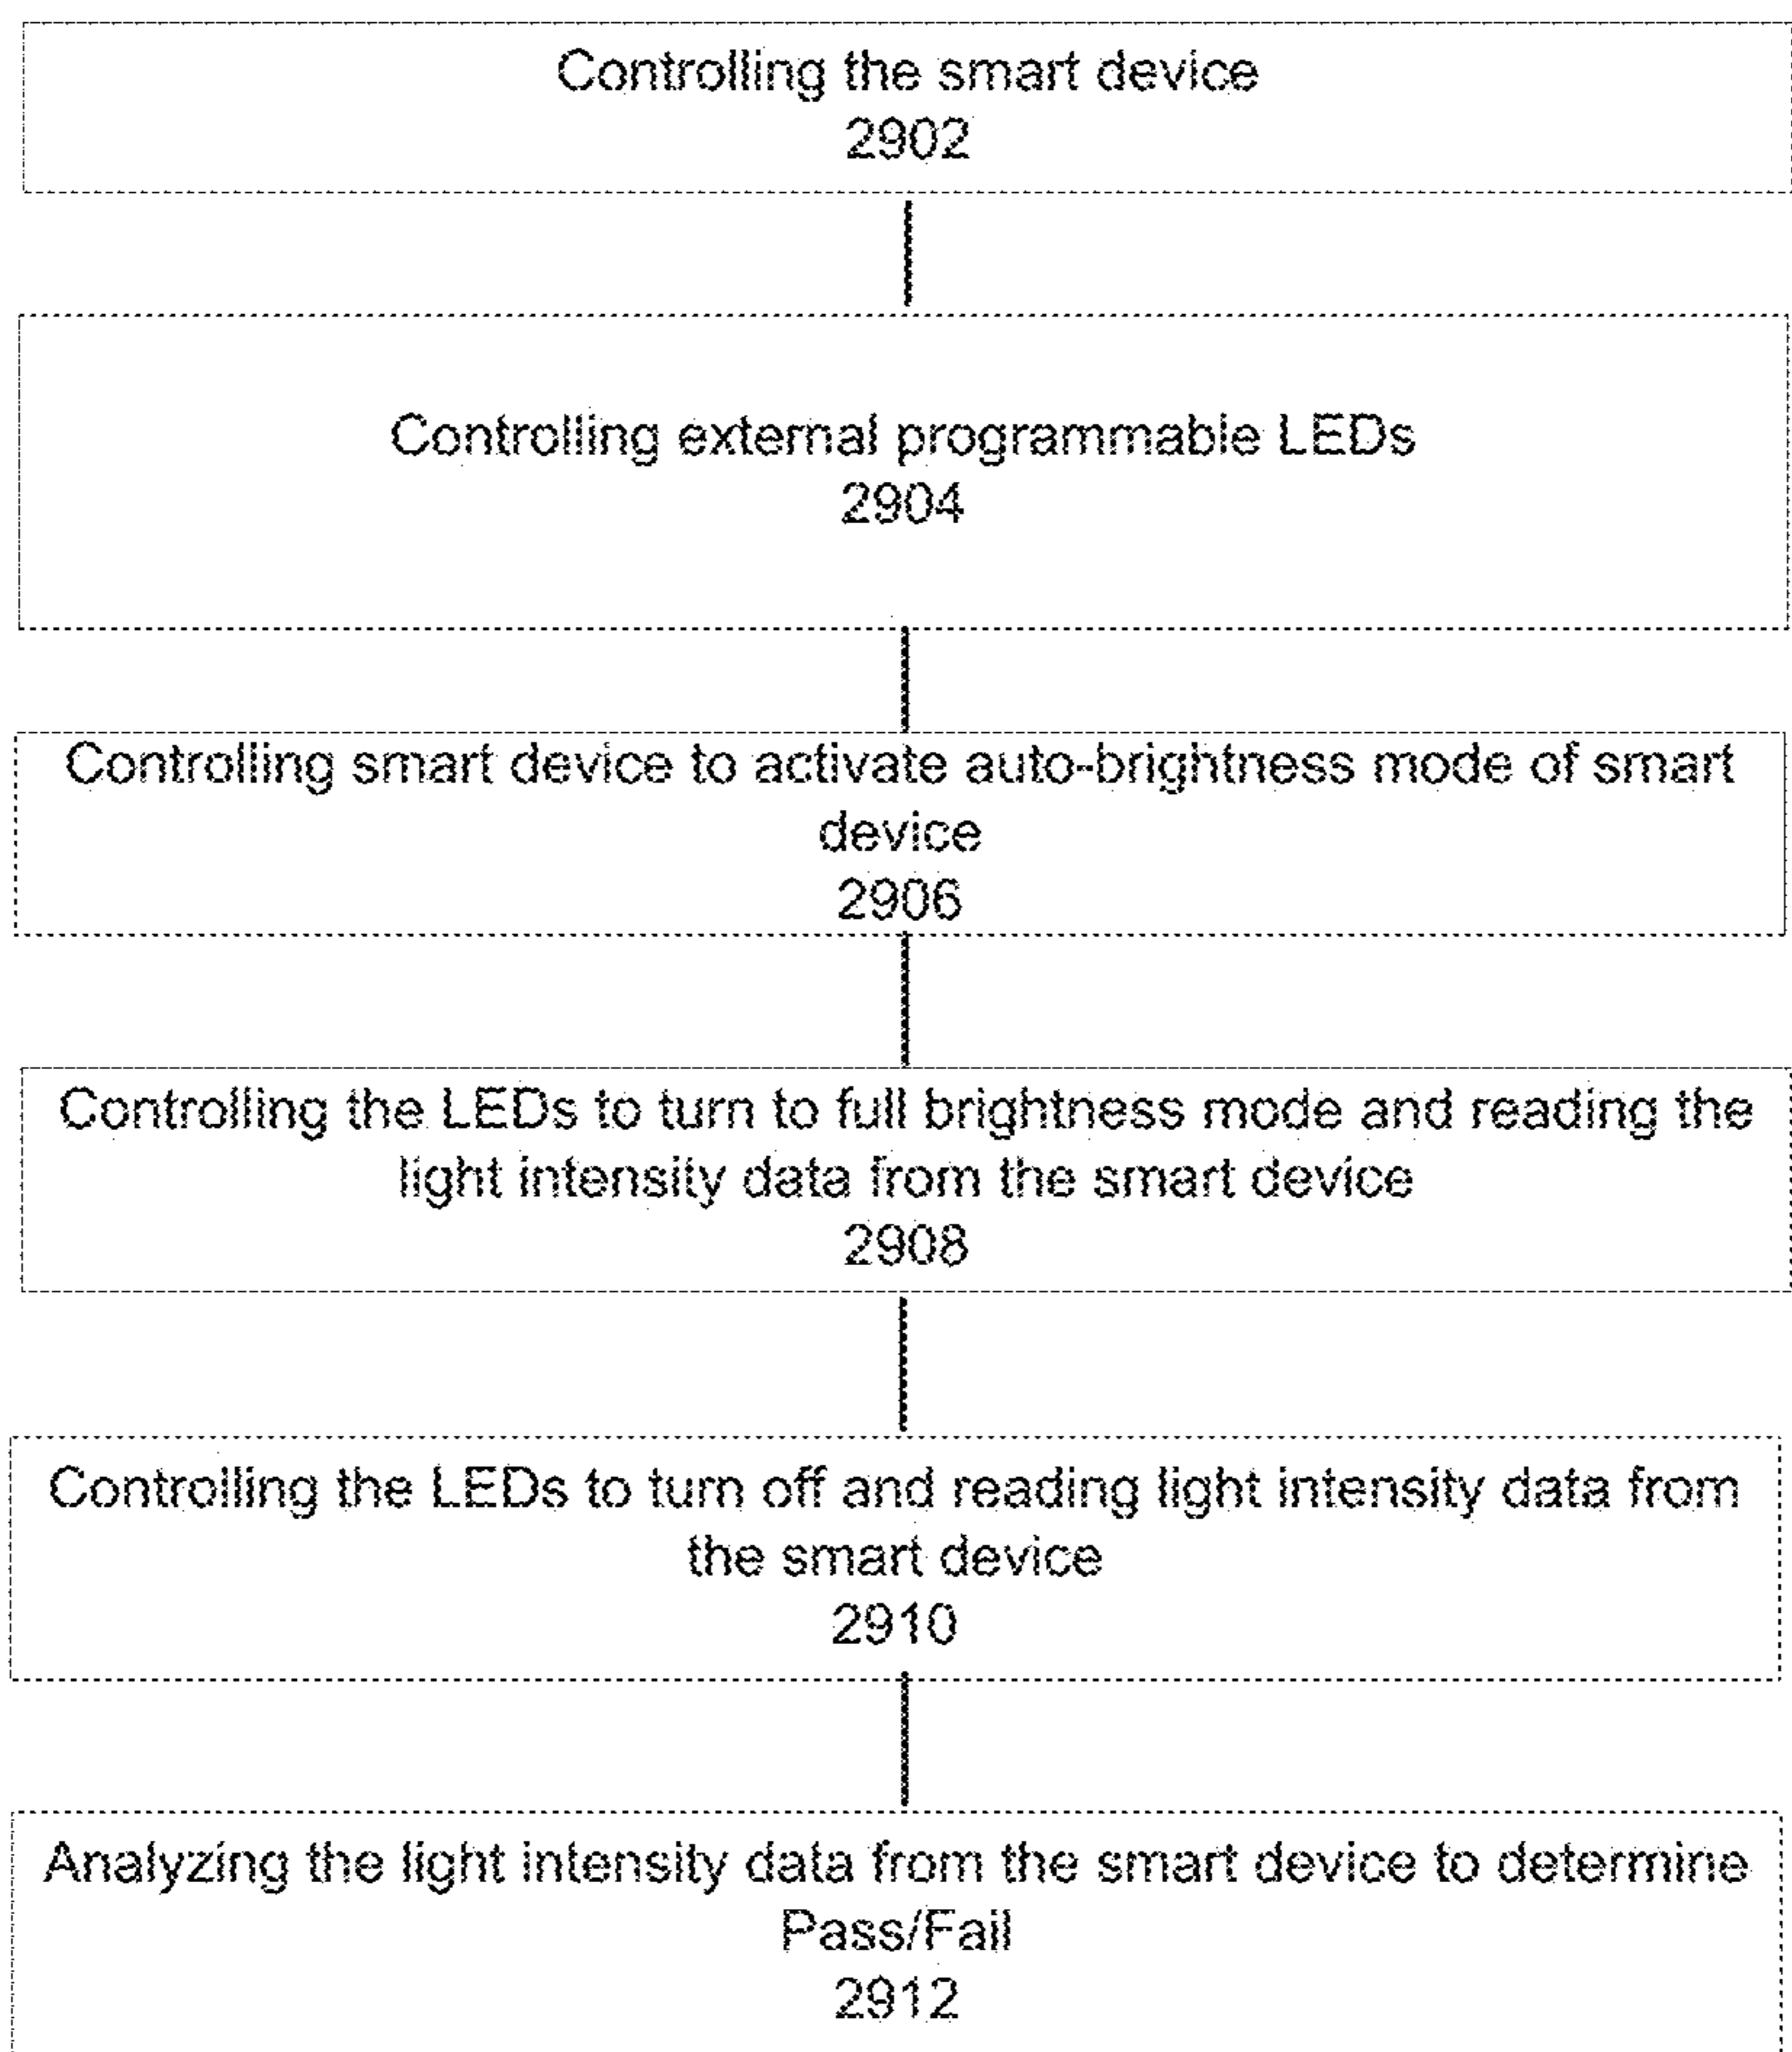 Controlling the smart device
2902
Controlling external programmable LEDs
2904
Controlling smart device to activate auto-brightness mode of smart
device
2906
Controlling the LEDs to turn to full brightness mode and reading the
light intensity data from the smart device
2908
Controlling the LEDs to turn off and reading light intensity data from
the smart device
2910
Analyzing the light intensity data from the smart device to determine
Pass/Fail
2912